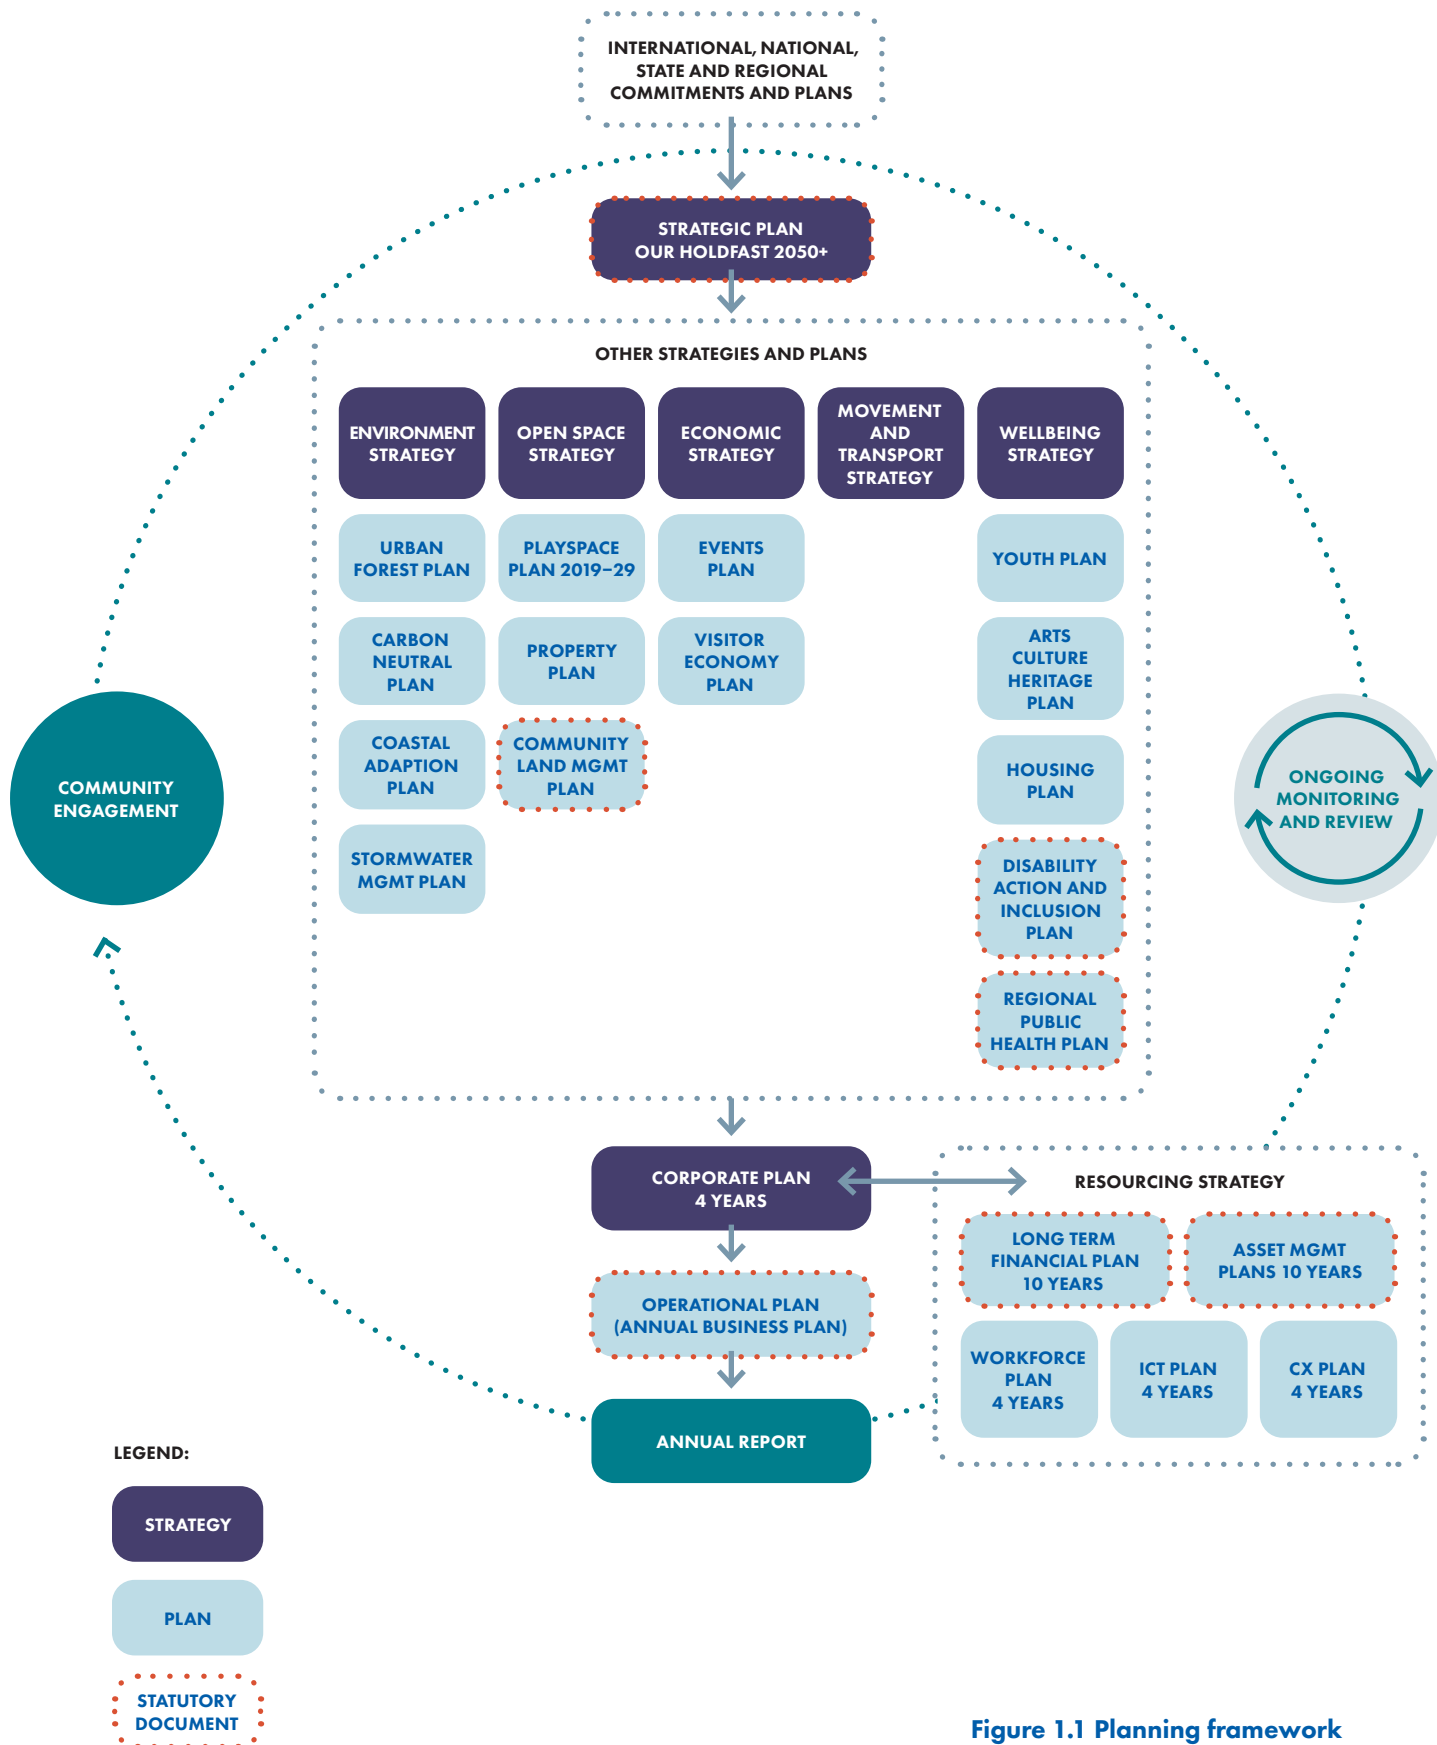 INTERNATIONAL, NATIONAL,
STATE AND REGIONAL
COMMITMENTS AND PLANS
STRATEGIC PLAN
OUR HOLDFAST 2050+
OTHER STRATEGIES AND PLANS
ENVIRONMENT
STRATEGY
OPEN SPACE
STRATEGY
ECONOMIC
STRATEGY
MOVEMENT
AND
TRANSPORT
STRATEGY
WELLBEING
STRATEGY
URBAN
FOREST PLAN
PLAYSPACE
PLAN 2019–29
EVENTS
PLAN
YOUTH PLAN
CARBON
NEUTRAL
PLAN
PROPERTY
PLAN
VISITOR
ECONOMY
PLAN
ARTS
CULTURE
HERITAGE
PLAN
COASTAL
ADAPTION
PLAN
COMMUNITY
LAND MGMT
PLAN
HOUSING
PLAN
STORMWATER
MGMT PLAN
DISABILITY
ACTION AND
INCLUSION
PLAN
REGIONAL
PUBLIC
HEALTH PLAN
COMMUNITY
ENGAGEMENT
ONGOING
MONITORING
AND REVIEW
CORPORATE PLAN
4 YEARS
RESOURCING STRATEGY
LONG TERM
FINANCIAL PLAN
10 YEARS
ASSET MGMT
PLANS 10 YEARS
OPERATIONAL PLAN
(ANNUAL BUSINESS PLAN)
WORKFORCE
PLAN
4 YEARS
ICT PLAN
4 YEARS
CX PLAN
4 YEARS
ANNUAL REPORT
LEGEND:
STRATEGY
PLAN
STATUTORY
DOCUMENT
Figure 1.1 Planning framework